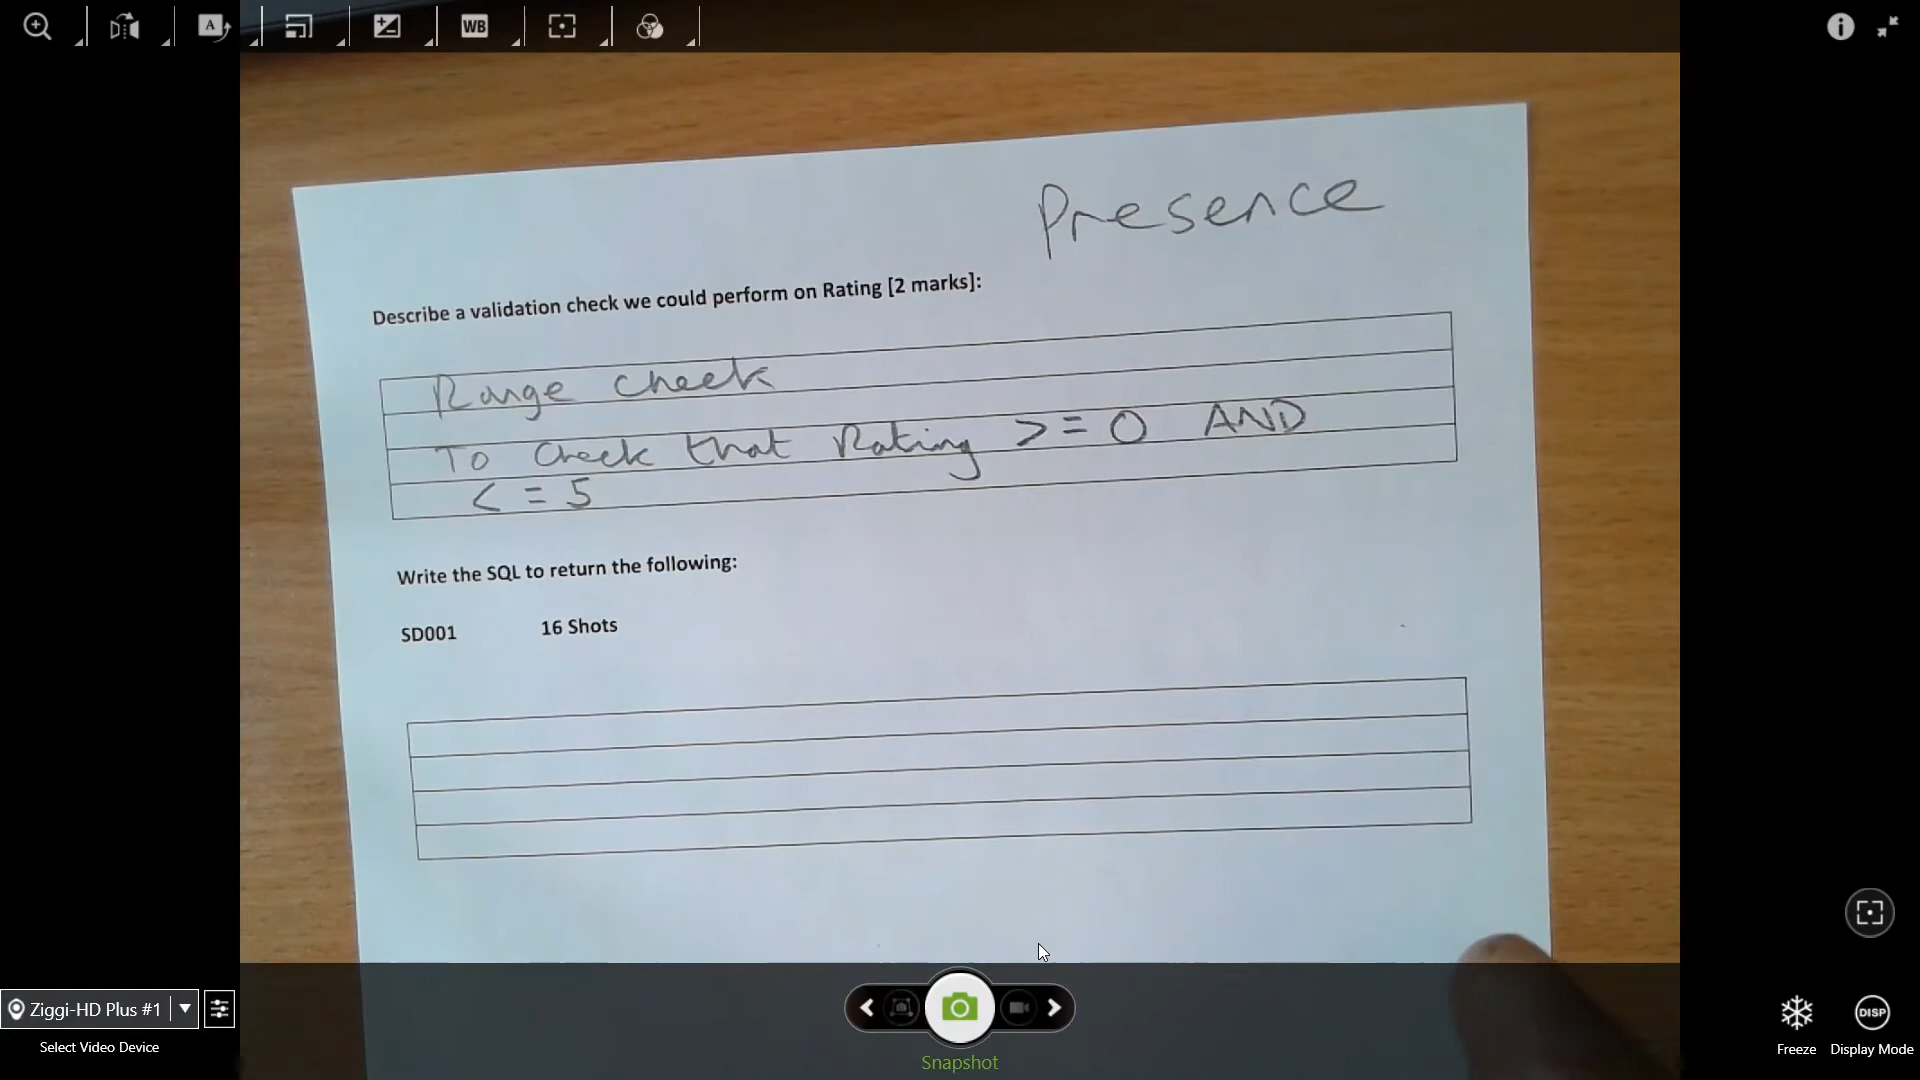 WB
Presence
Describe a validation check we could perform on Rating [2 marks]:
Range check
To check that Rating >= 0 AND
<= 5
Write the SQL to return the following:
SD001 16 Shots
Ziggi-HD Plus #1
Select Video Device
Snapshot
Freeze
DISP
Display Mode